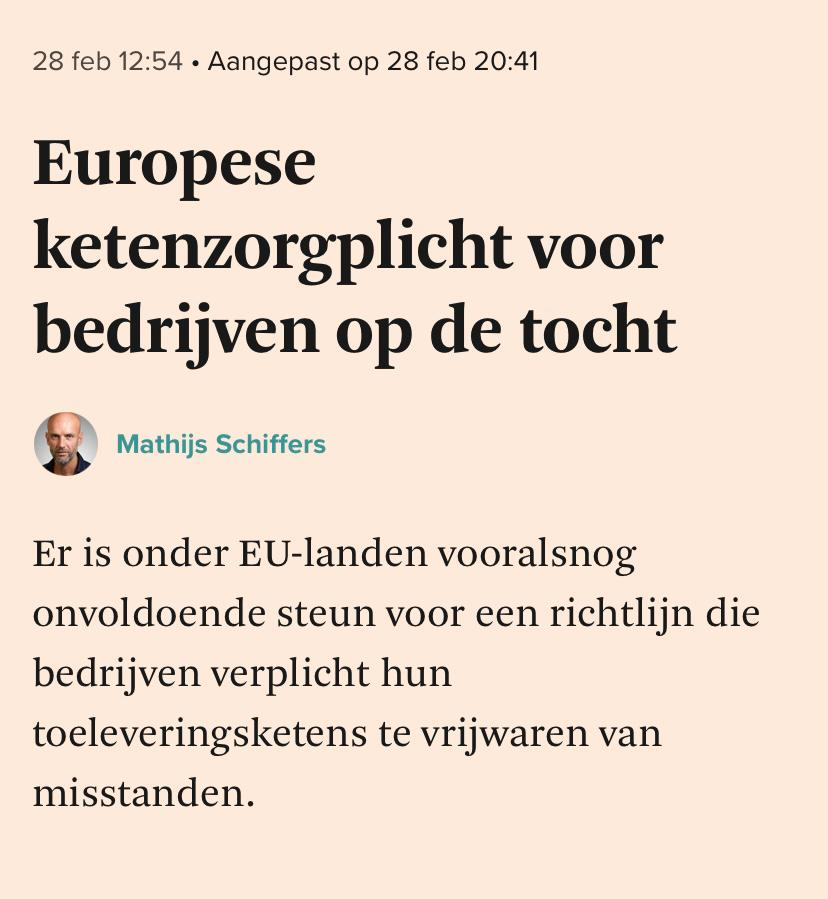 28 feb 12:54 • Aangepast op 28 feb 20:41
Europese
ketenzorgplicht voor
bedrijven op de tocht
Mathijs Schiffers
Er is onder EU-landen vooralsnog
onvoldoende steun voor een richtlijn die
bedrijven verplicht hun
toeleveringsketens te vrijwaren van
misstanden.